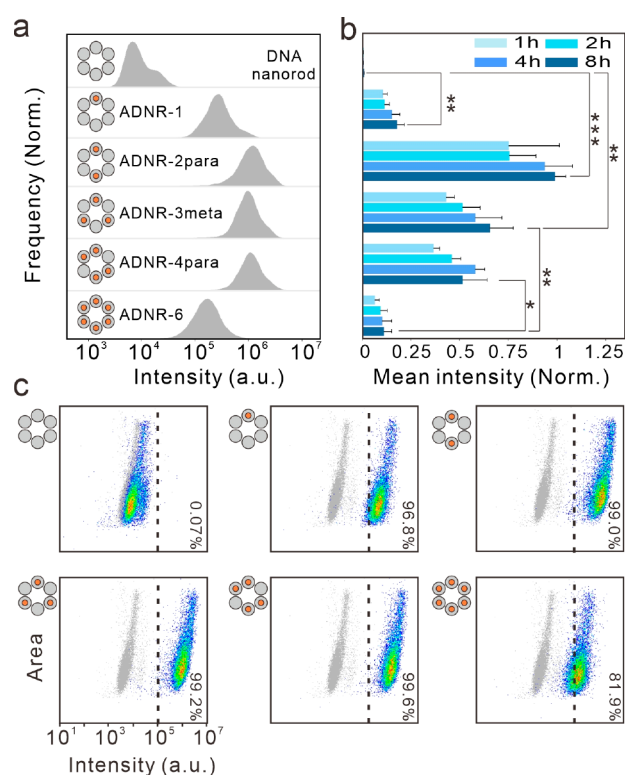 a
Frequency (Norm.)
DNA
nanorod
ADNR-1
ADNR-2para
ADNR-3meta
ADNR-4para
ADNR-6
10³ 10⁴ 10⁵ 10⁶ 10⁷
Intensity (a.u.)
b
1h 2h
4h 8h
**
***
**
**
*
0 0.25 0.5 0.75 1 1.25
Mean intensity (Norm.)
c
0.07%
96.8%
99.0%
Area
99.2%
99.6%
81.9%
10¹ 10³ 10⁵ 10⁷
Intensity (a.u.)